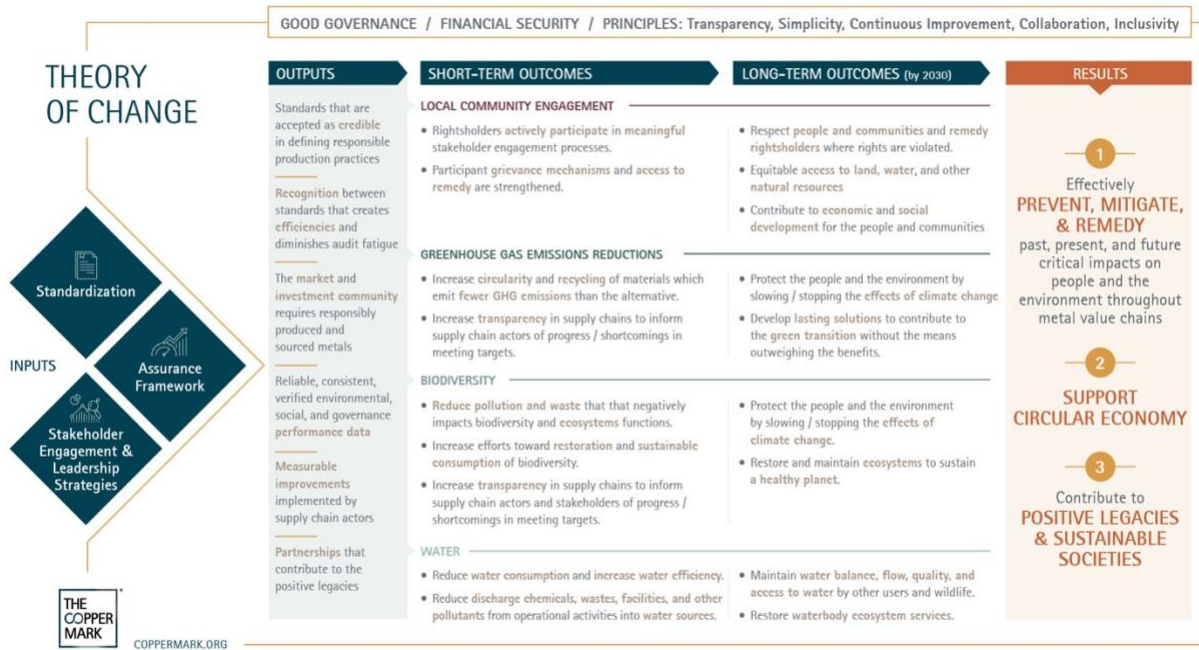 GOOD GOVERNANCE / FINANCIAL SECURITY / PRINCIPLES: Transparency, Simplicity, Continuous Improvement, Collaboration, Inclusivity
THEORY
OF CHANGE
INPUTS
Standardization
Assurance
Framework
Stakeholder
Engagement &
Leadership
Strategies
THE
COPPER
MARK
COPPERMARK.ORG
OUTPUTS
Standards that are
accepted as credible
in defining responsible
production practices
Recognition between
standards that creates
efficiencies and
diminishes audit fatigue
The market and
investment community
requires responsibly
produced and
sourced metals
Reliable, consistent,
verified environmental,
social, and governance
performance data
Measurable
improvements
implemented by
supply chain actors
Partnerships that
contribute to the
positive legacies
SHORT-TERM OUTCOMES
LONG-TERM OUTCOMES (by 2030)
LOCAL COMMUNITY ENGAGEMENT
• Rightsholders actively participate in meaningful
stakeholder engagement processes.
• Participant grievance mechanisms and access to
remedy are strengthened.
• Respect people and communities and remedy
rightsholders where rights are violated.
• Equitable access to land, water, and other
natural resources
• Contribute to economic and social
development for the people and communities
GREENHOUSE GAS EMISSIONS REDUCTIONS
• Increase circularity and recycling of materials which
emit fewer GHG emissions than the alternative.
• Increase transparency in supply chains to inform
supply chain actors of progress / shortcomings in
meeting targets.
• Protect the people and the environment by
slowing / stopping the effects of climate change
• Develop lasting solutions to contribute to
the green transition without the means
outweighing the benefits.
BIODIVERSITY
• Reduce pollution and waste that that negatively
impacts biodiversity and ecosystems functions.
• Increase efforts toward restoration and sustainable
consumption of biodiversity.
• Increase transparency in supply chains to inform
supply chain actors and stakeholders of progress /
shortcomings in meeting targets.
• Protect the people and the environment
by slowing / stopping the effects of
climate change.
• Restore and maintain ecosystems to sustain
a healthy planet.
WATER
• Reduce water consumption and increase water efficiency.
• Reduce discharge chemicals, wastes, facilities, and other
pollutants from operational activities into water sources.
• Maintain water balance, flow, quality, and
access to water by other users and wildlife.
• Restore waterbody ecosystem services.
RESULTS
1
Effectively
PREVENT, MITIGATE,
& REMEDY
past, present, and future
critical impacts on
people and the
environment throughout
metal value chains
2
SUPPORT
CIRCULAR ECONOMY
3
Contribute to
POSITIVE LEGACIES
& SUSTAINABLE
SOCIETIES